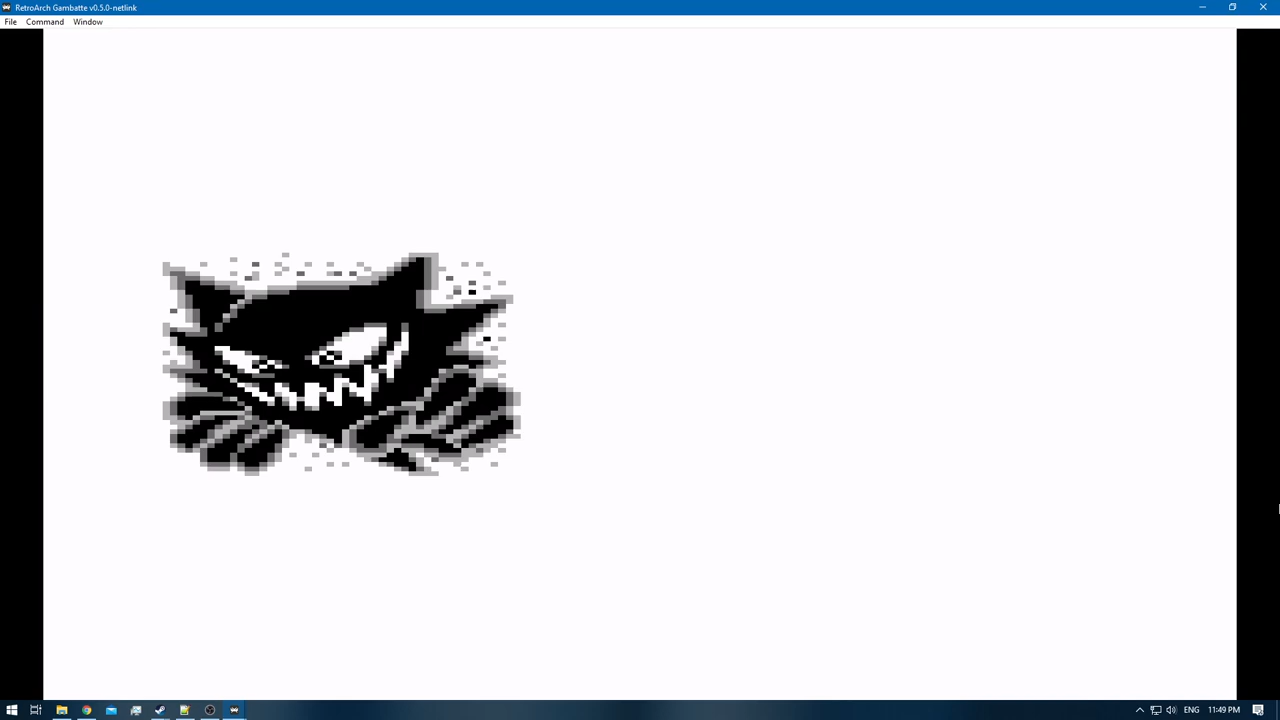 RetroArch Gambatte v0.5.0-netlink
File Command Window
ENG 11:49 PM